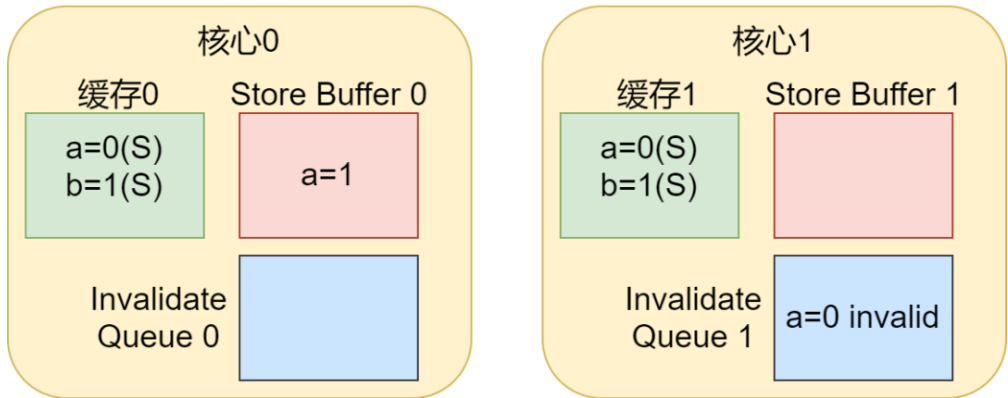 核心0
缓存0
Store Buffer 0
a=0(S)
b=1(S)
a=1
Invalidate
Queue 0
核心1
缓存1
Store Buffer 1
a=0(S)
b=1(S)
Invalidate
Queue 1
a=0 invalid